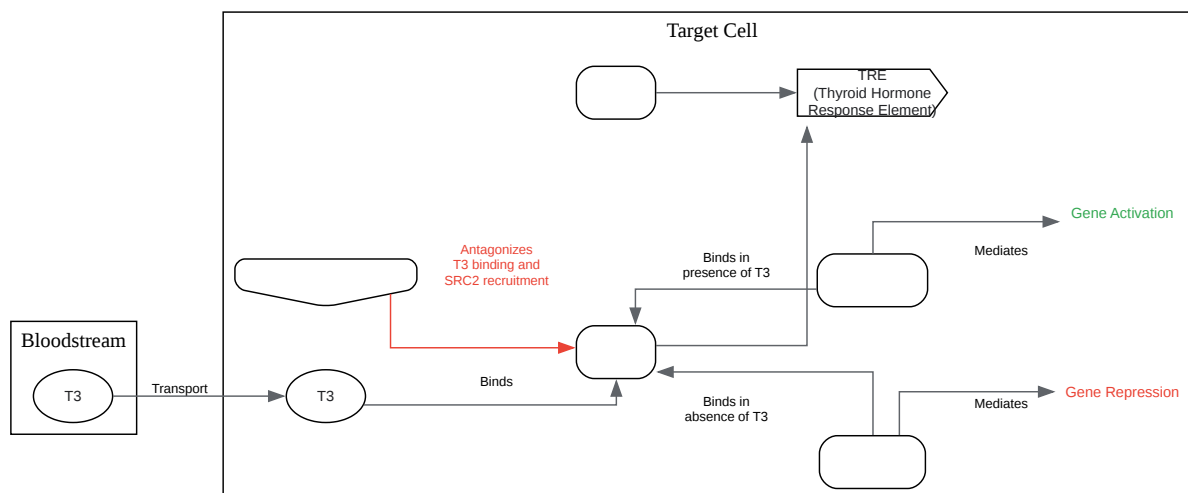 Target Cell
TRE
(Thyroid Hormone
Response Element)
Gene Activation
Mediates
Antagonizes
T3 binding and
SRC2 recruitment
Binds in
presence of T3
Bloodstream
T3
Transport
T3
Binds
Binds in
absence of T3
Mediates
Gene Repression